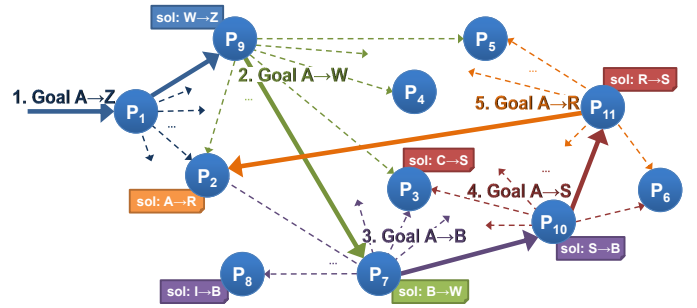 sol: W→Z
P9
P5
2. Goal A→W
...
1. Goal A→Z
P1
...
...
P4
5. Goal A→R
sol: R→S
P11
...
P2
sol: A→R
sol: C→S
P3
4. Goal A→S
...
P6
3. Goal A→B
P10
sol: S→B
sol: I→B
P8
...
P7
sol: B→W